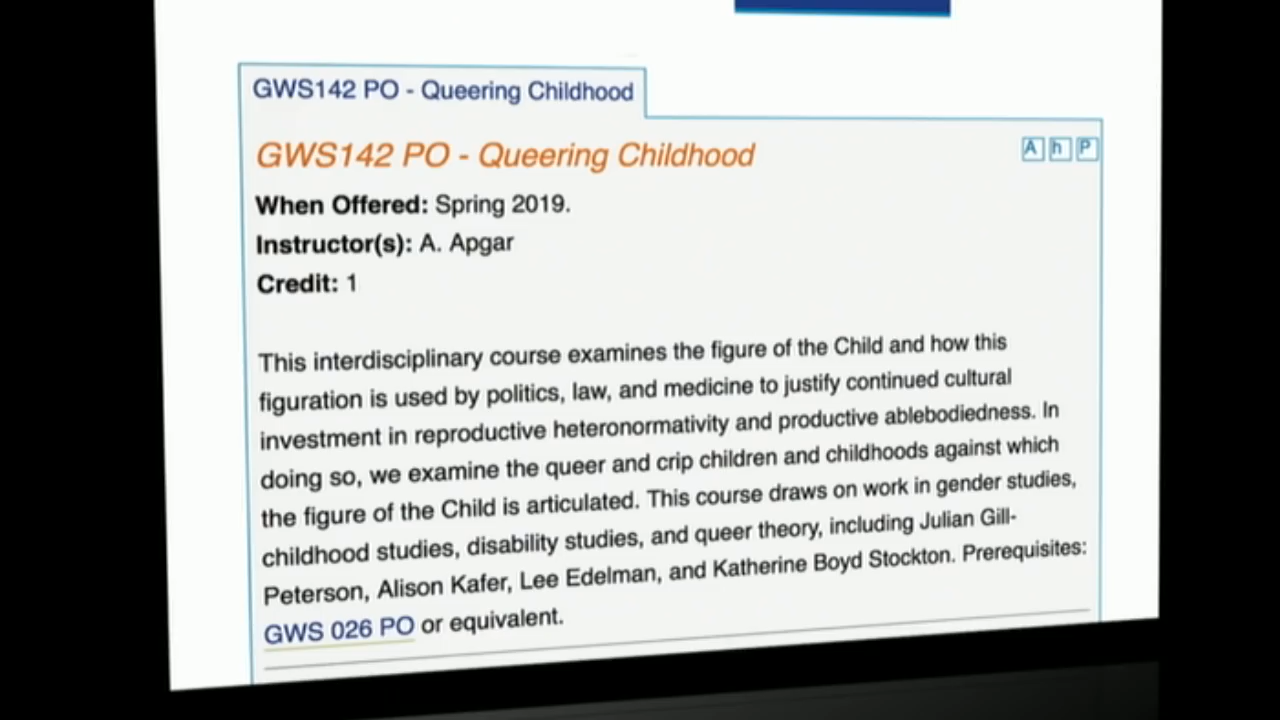 GWS142 PO - Queering Childhood
GWS142 PO - Queering Childhood
A h P
When Offered: Spring 2019.
Instructor(s): A. Apgar
Credit: 1
This interdisciplinary course examines the figure of the Child and how this
figuration is used by politics, law, and medicine to justify continued cultural
investment in reproductive heteronormativity and productive ablebodiedness. In
doing so, we examine the queer and crip children and childhoods against which
the figure of the Child is articulated. This course draws on work in gender studies,
childhood studies, disability studies, and queer theory, including Julian Gill-
Peterson, Alison Kafer, Lee Edelman, and Katherine Boyd Stockton. Prerequisites:
GWS 026 PO or equivalent.